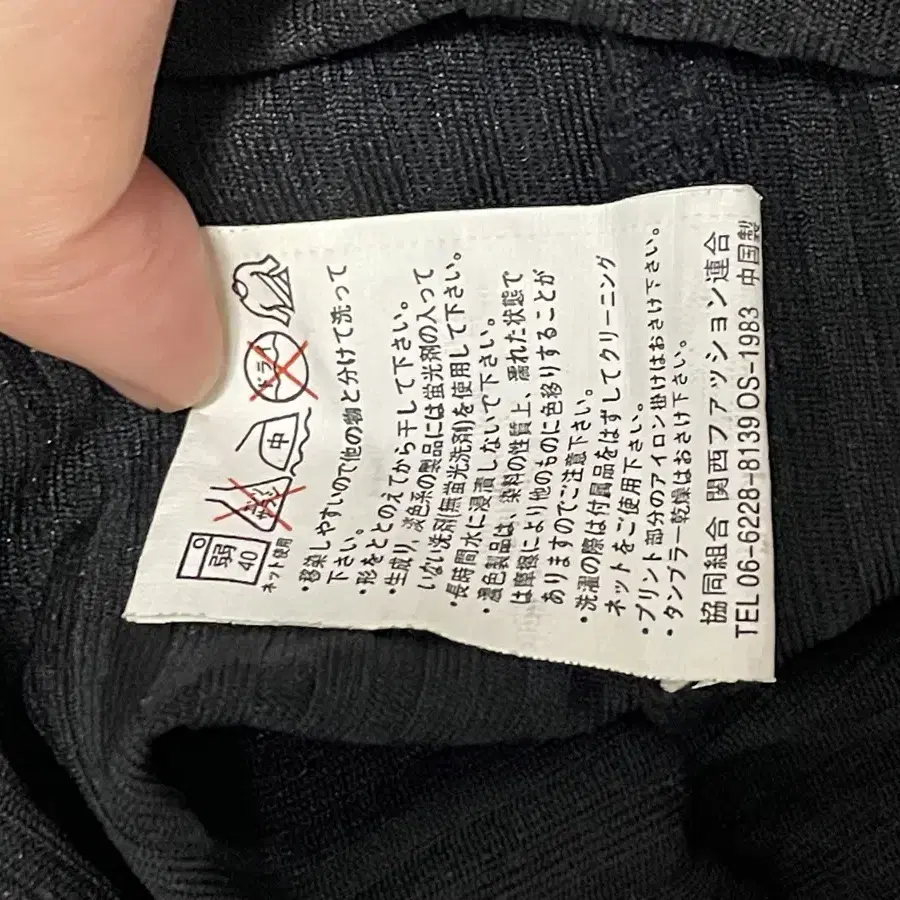 弱
40
ネット使用
エンソサラシ
中
ドライ
・移染しやすいので他の物と分けて洗って
下さい。
・形をととのえてから干して下さい。
・生成り、淡色系の製品には蛍光剤の入って
いない洗剤(無蛍光洗剤)を使用して下さい。
・長時間水に浸漬しないで下さい。
・濃色製品は、染料の性質上、濡れた状態で
は摩擦により他のものに色移りすることが
ありますのでご注意下さい。
・洗濯の際は付属品をはずしてクリーニング
ネットをご使用下さい。
・プリント部分のアイロン掛けはおさけ下さい。
・タンブラー乾燥はおさけ下さい。
協同組合 関西ファッション連合
TEL 06-6228-8139 OS-1983 中国製